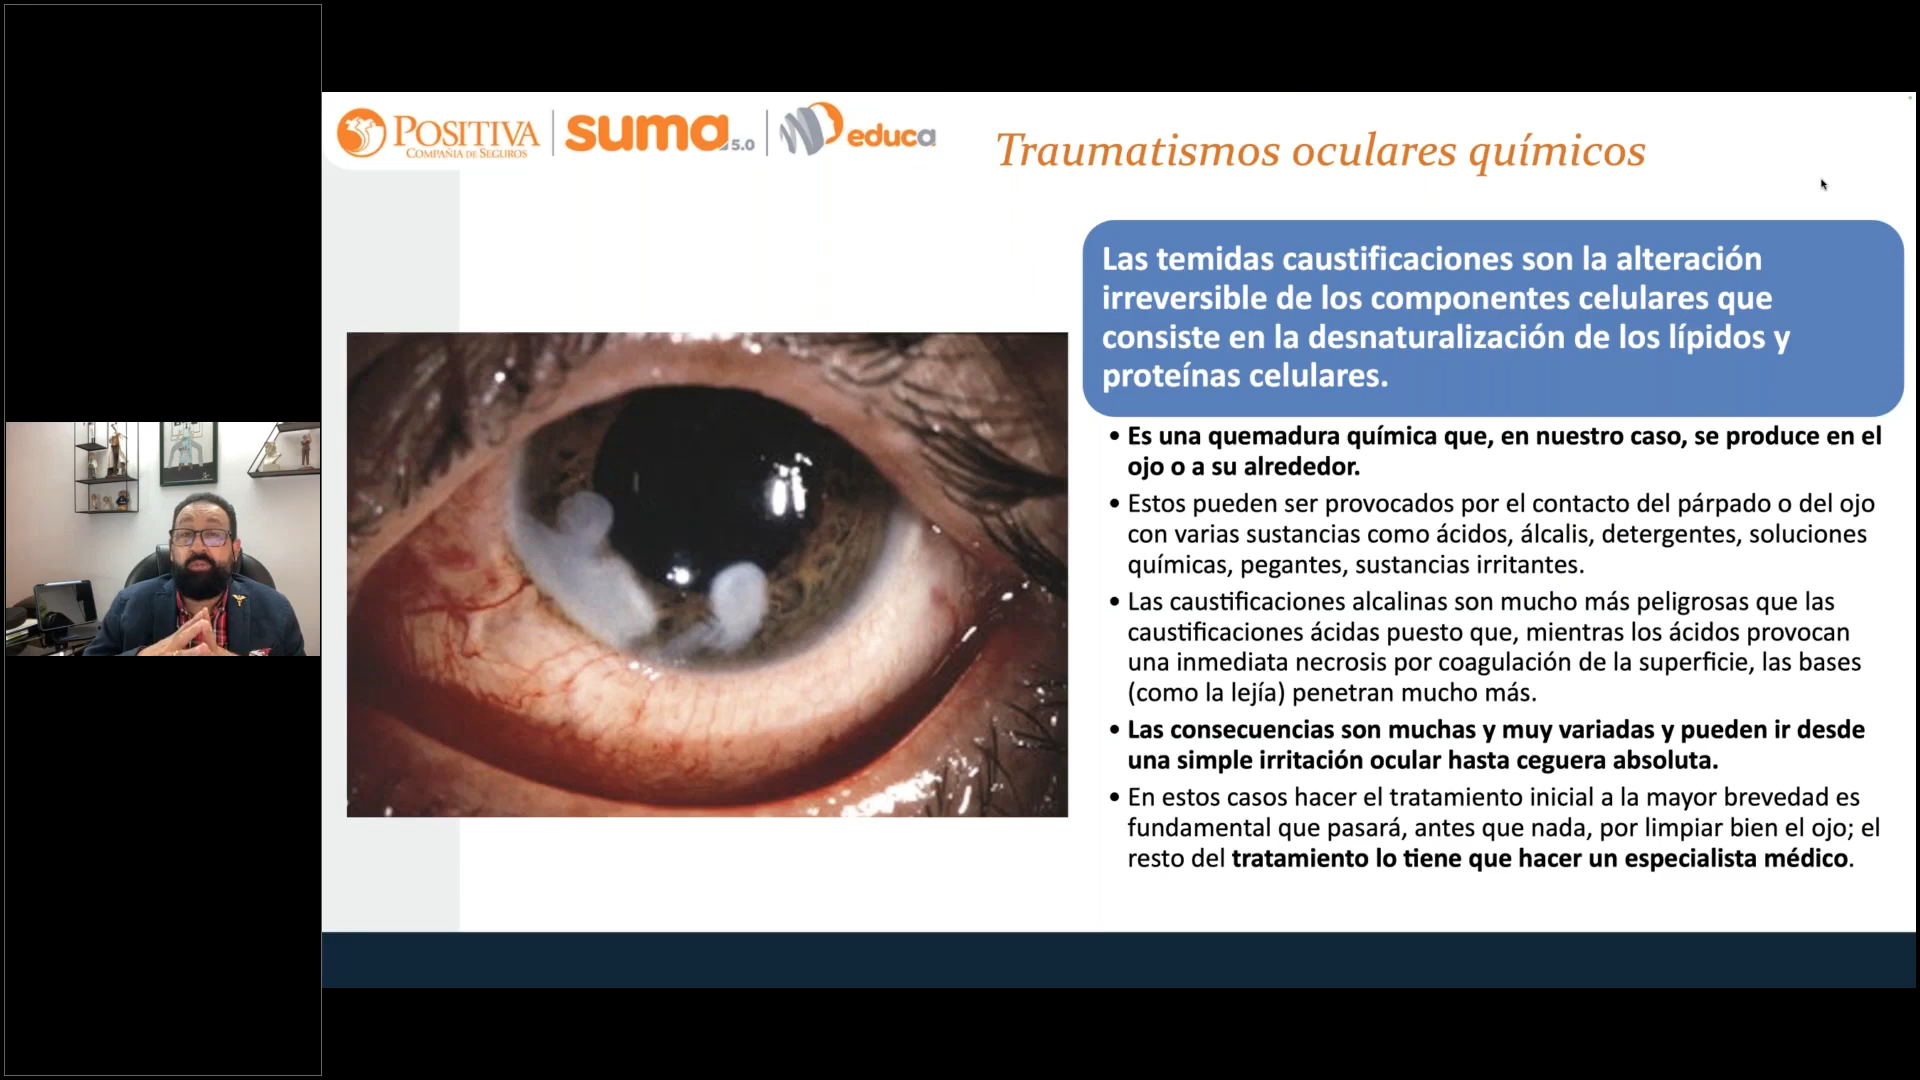 POSITIVA
COMPAÑIA DE SEGUROS
suma 5.0
educa
Traumatismos oculares químicos
Las temidas caustificaciones son la alteración
irreversible de los componentes celulares que
consiste en la desnaturalización de los lípidos y
proteínas celulares.
• Es una quemadura química que, en nuestro caso, se produce en el
ojo o a su alrededor.
• Estos pueden ser provocados por el contacto del párpado o del ojo
con varias sustancias como ácidos, álcalis, detergentes, soluciones
químicas, pegantes, sustancias irritantes.
• Las caustificaciones alcalinas son mucho más peligrosas que las
caustificaciones ácidas puesto que, mientras los ácidos provocan
una inmediata necrosis por coagulación de la superficie, las bases
(como la lejía) penetran mucho más.
• Las consecuencias son muchas y muy variadas y pueden ir desde
una simple irritación ocular hasta ceguera absoluta.
• En estos casos hacer el tratamiento inicial a la mayor brevedad es
fundamental que pasará, antes que nada, por limpiar bien el ojo; el
resto del tratamiento lo tiene que hacer un especialista médico.